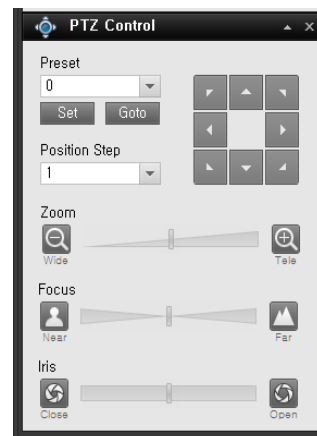 PTZ Control
Preset
0
Set Goto
Position Step
1
Zoom
Wide Tele
Focus
Near Far
Iris
Close Open